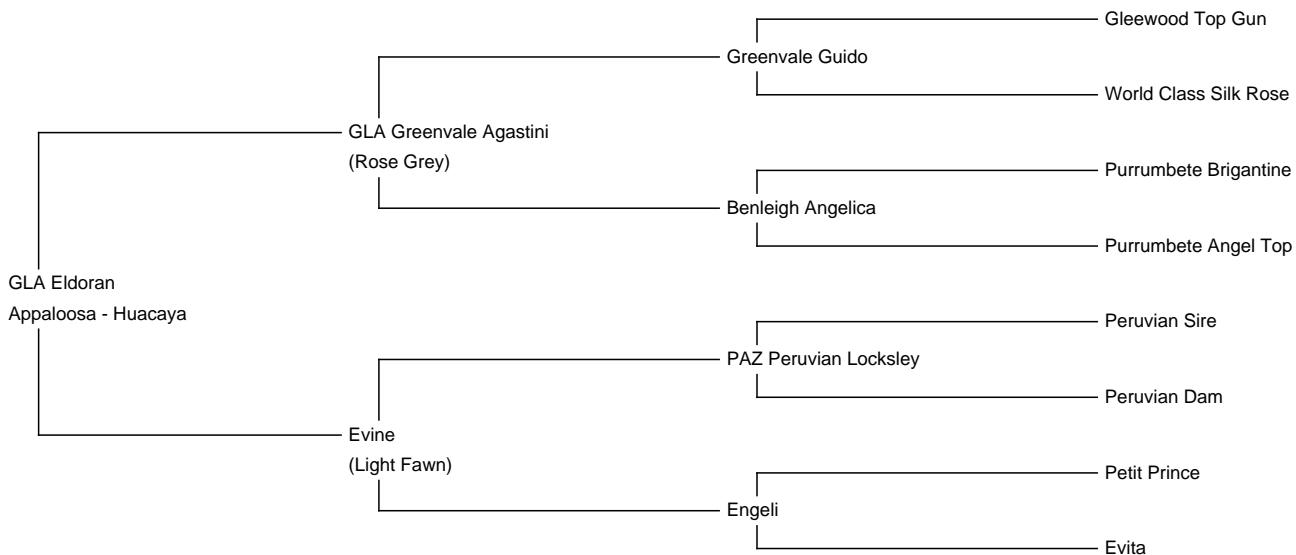 Gleewood Top Gun
Greenvale Guido
World Class Silk Rose
GLA Greenvale Agastini
(Rose Grey)
Purrumbete Brigantine
Benleigh Angelica
Purrumbete Angel Top
GLA Eldoran
Appaloosa - Huacaya
Peruvian Sire
PAZ Peruvian Locksley
Peruvian Dam
Evine
(Light Fawn)
Petit Prince
Engeli
Evita